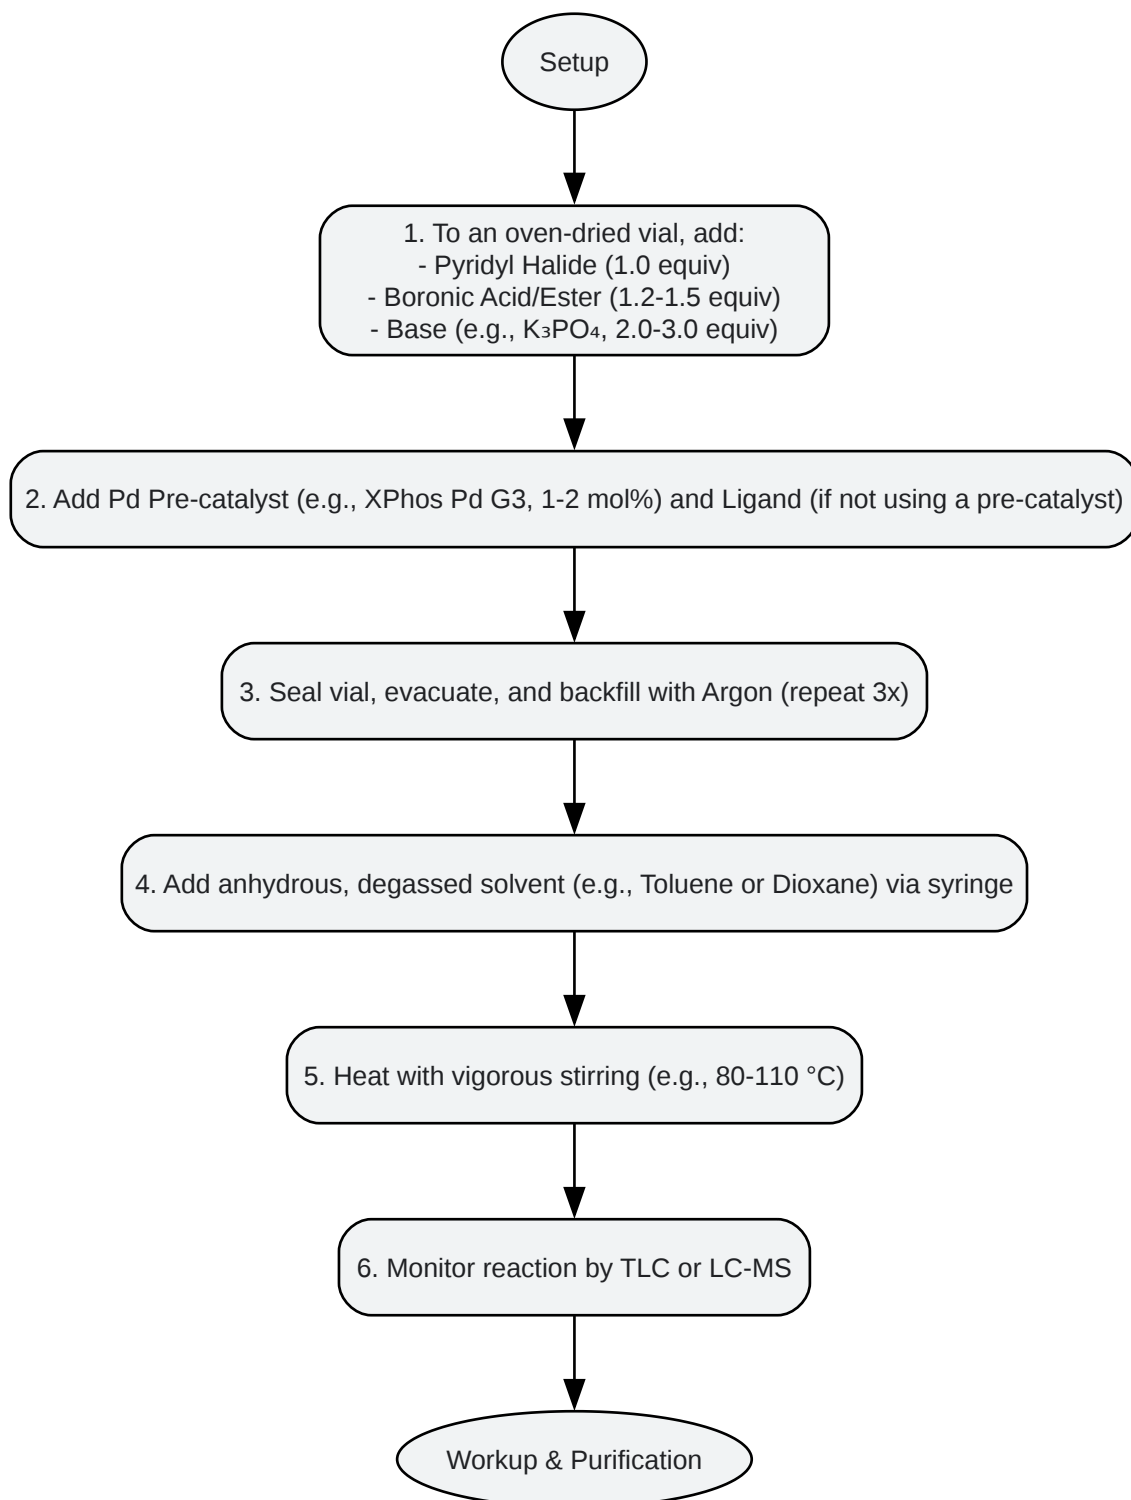 Setup
1. To an oven-dried vial, add:
- Pyridyl Halide (1.0 equiv)
- Boronic Acid/Ester (1.2-1.5 equiv)
- Base (e.g., K₃PO₄, 2.0-3.0 equiv)
2. Add Pd Pre-catalyst (e.g., XPhos Pd G3, 1-2 mol%) and Ligand (if not using a pre-catalyst)
3. Seal vial, evacuate, and backfill with Argon (repeat 3x)
4. Add anhydrous, degassed solvent (e.g., Toluene or Dioxane) via syringe
5. Heat with vigorous stirring (e.g., 80-110 °C)
6. Monitor reaction by TLC or LC-MS
Workup & Purification